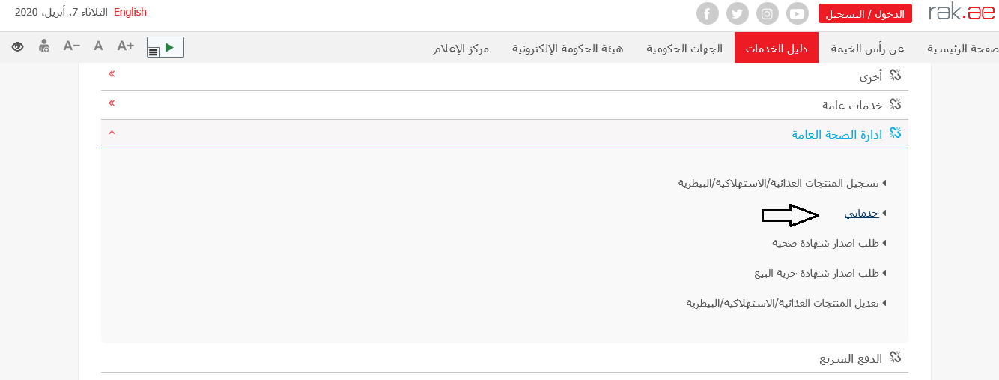 rak.ae
الدخول / التسجيل
English الثلاثاء 7, أبريل, 2020
صفحة الرئيسية
عن رأس الخيمة
دليل الخدمات
الجهات الحكومية
هيئة الحكومة الإلكترونية
مركز الإعلام
A+ A A−
أخرى
خدمات عامة
ادارة الصحة العامة
تسجيل المنتجات الغذائية/الاستهلاكية/البيطرية
خدماتي
طلب اصدار شهادة صحية
طلب اصدار شهادة حرية البيع
تعديل المنتجات الغذائية/الاستهلاكية/البيطرية
الدفع السريع